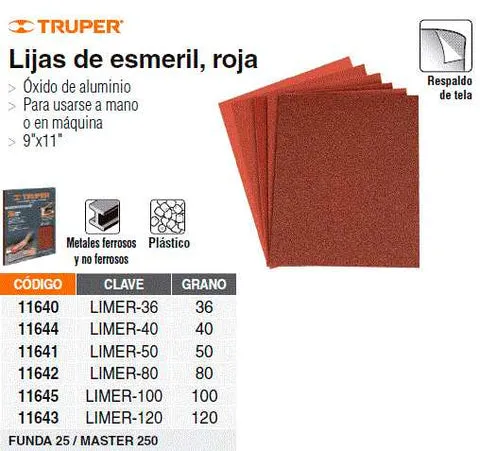 TRUPER
Lijas de esmeril, roja
> Óxido de aluminio
> Para usarse a mano
o en máquina
> 9"x11"
Respaldo
de tela
TRUPER
Metales ferrosos
y no ferrosos
Plástico
CÓDIGO CLAVE GRANO
11640 LIMER-36 36
11644 LIMER-40 40
11641 LIMER-50 50
11642 LIMER-80 80
11645 LIMER-100 100
11643 LIMER-120 120
FUNDA 25 / MASTER 250